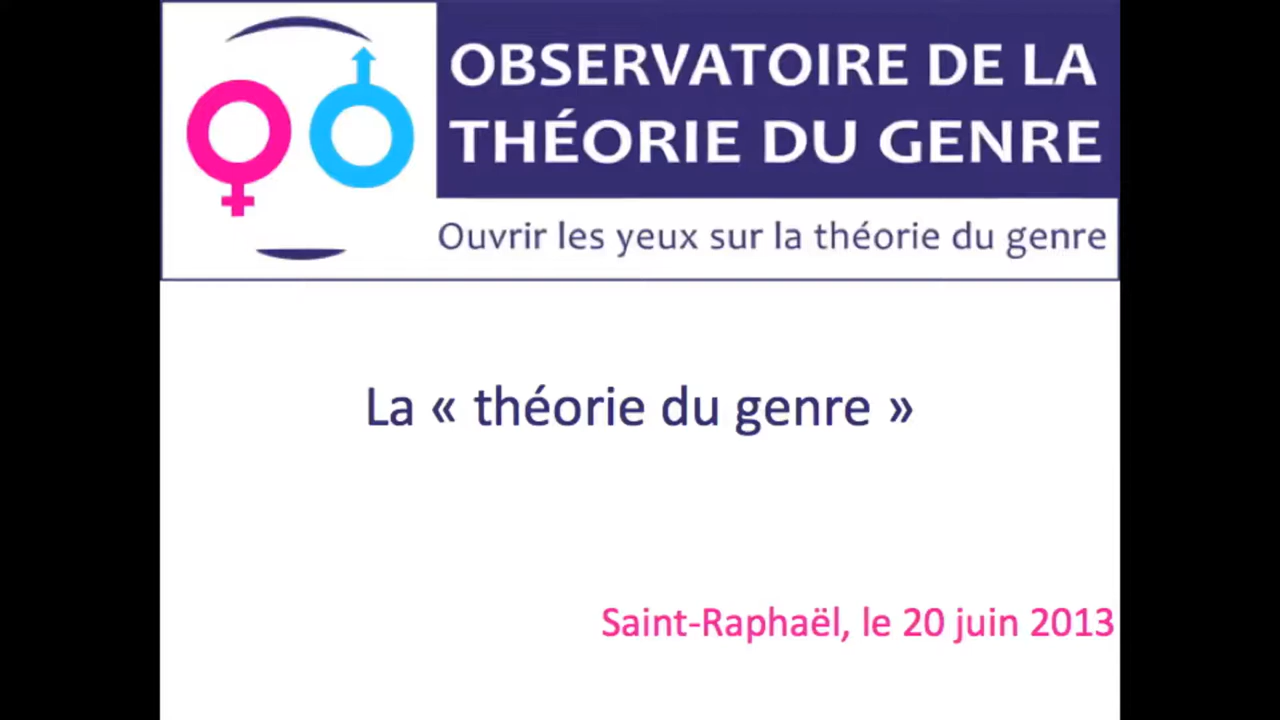 OBSERVATOIRE DE LA
THÉORIE DU GENRE
Ouvrir les yeux sur la théorie du genre
La « théorie du genre »
Saint-Raphaël, le 20 juin 2013